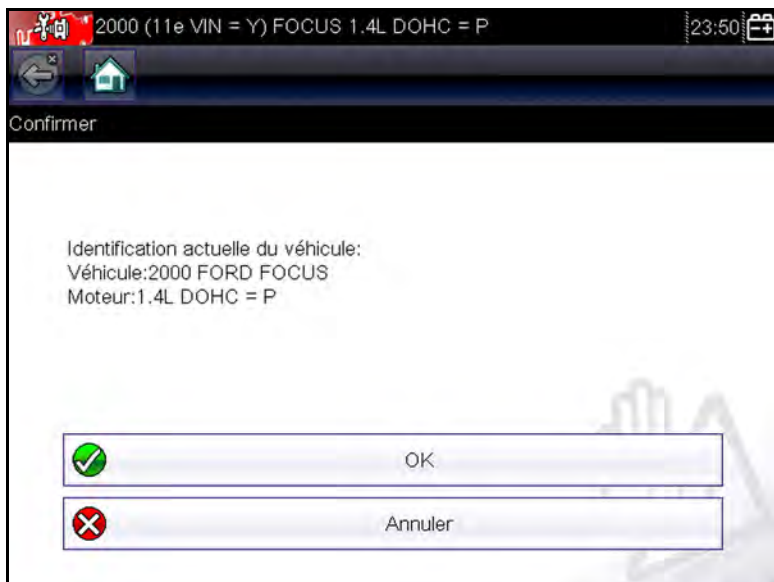 2000 (11e VIN = Y) FOCUS 1.4L DOHC = P 23:50
Confirmer
Identification actuelle du véhicule:
Véhicule:2000 FORD FOCUS
Moteur:1.4L DOHC = P
OK
Annuler